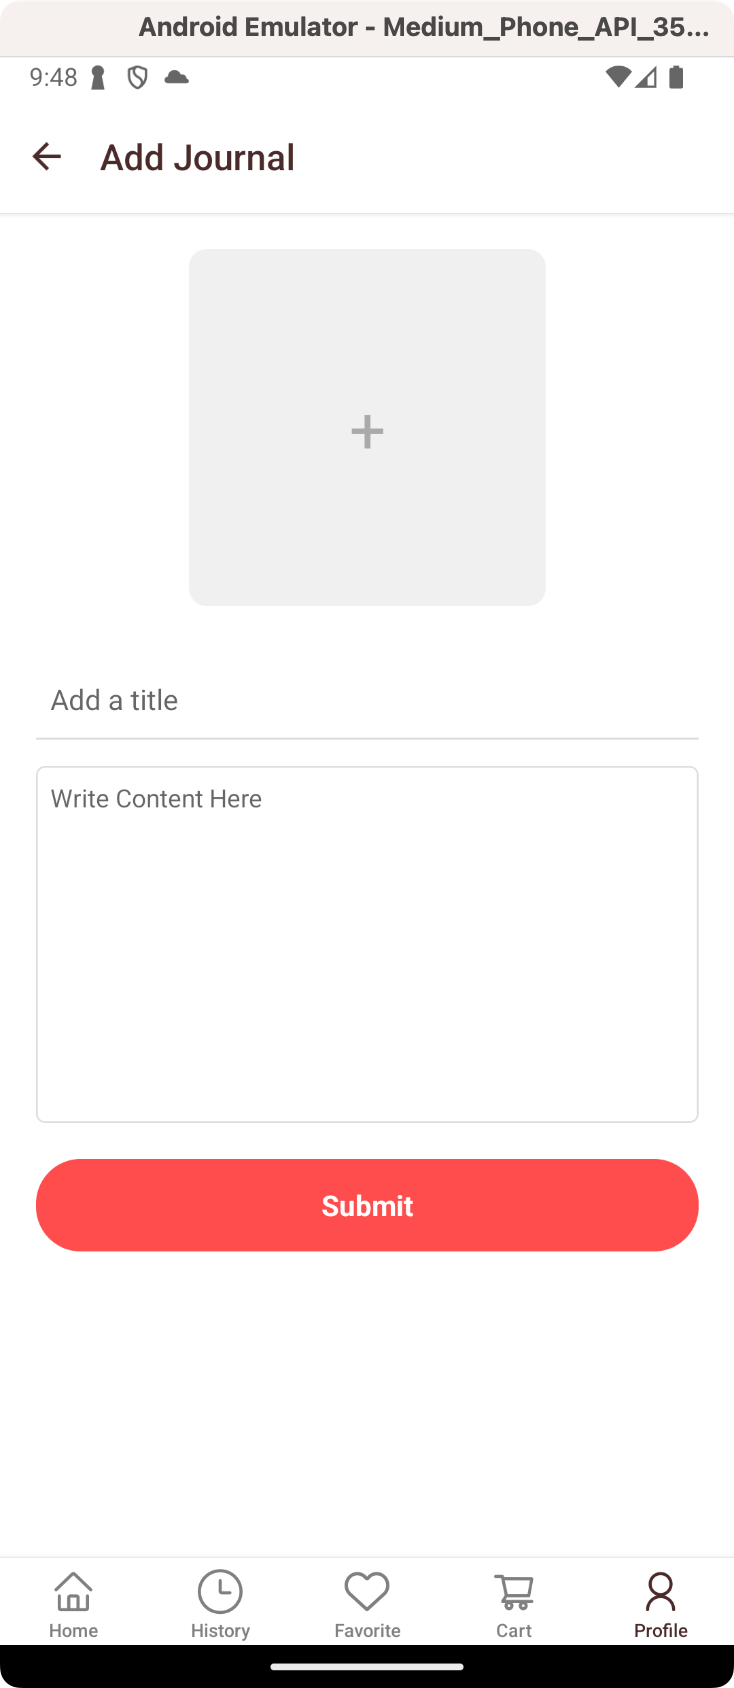 Android Emulator - Medium_Phone_API_35...
9:48
Add Journal
+
Add a title
Write Content Here
Submit
Home
History
Favorite
Cart
Profile